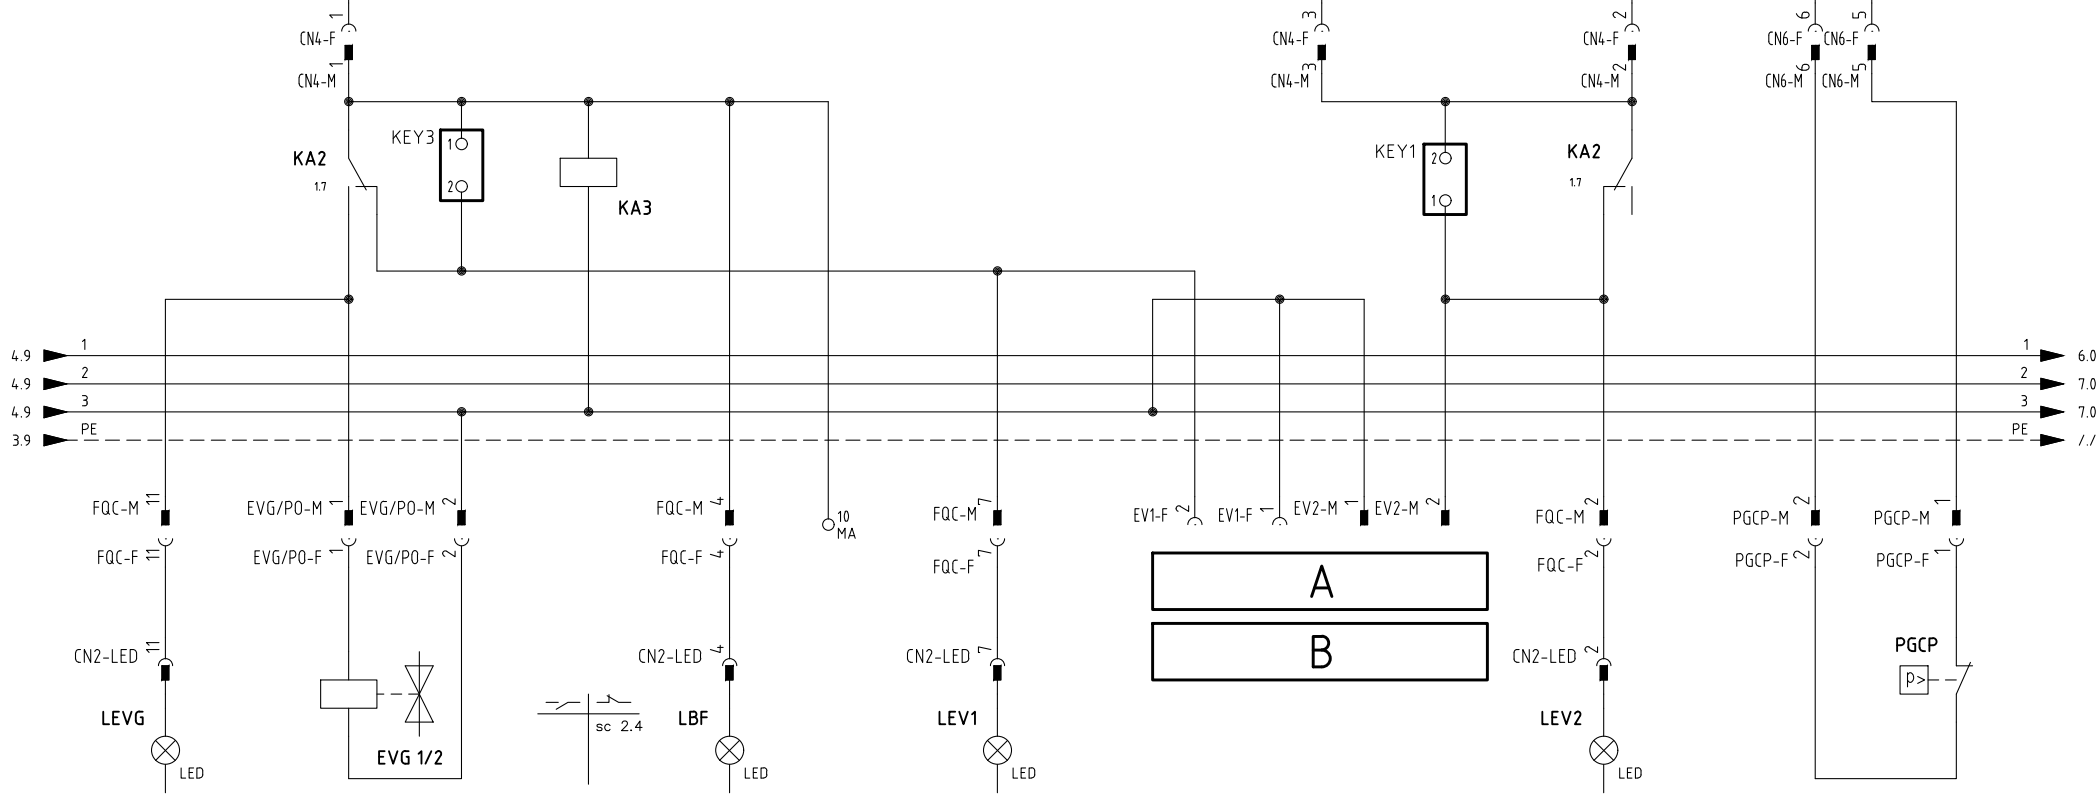 1 3 2 6 5
CN4-F CN4-F CN4-F CN6-F CN6-F
1 3 2 6 5
CN4-M CN4-M CN4-M CN6-M CN6-M
KEY3 1 KEY1 2 KA2
KA2
1.7 2 1.7
1
KA3
1 1
4.9 6.0
2 2
4.9 7.0
3 3
4.9 7.0
PE PE
3.9 /./
11 1 2 4 7 2 1 1 2 2 2 1
FQC-M EVG/PO-M EVG/PO-M FQC-M 10 FQC-M EV1-F EV1-F EV2-M EV2-M FQC-M PGCP-M PGCP-M
MA
FQC-F EVG/PO-F EVG/PO-F FQC-F FQC-F FQC-F PGCP-F PGCP-F
11 1 2 4 7 2 2 1
A
B
11 4 7 2
CN2-LED CN2-LED CN2-LED CN2-LED
PGCP
p>
LEVG LBF LEV1 LEV2
sc 2.4
EVG 1/2
LED LED LED LED